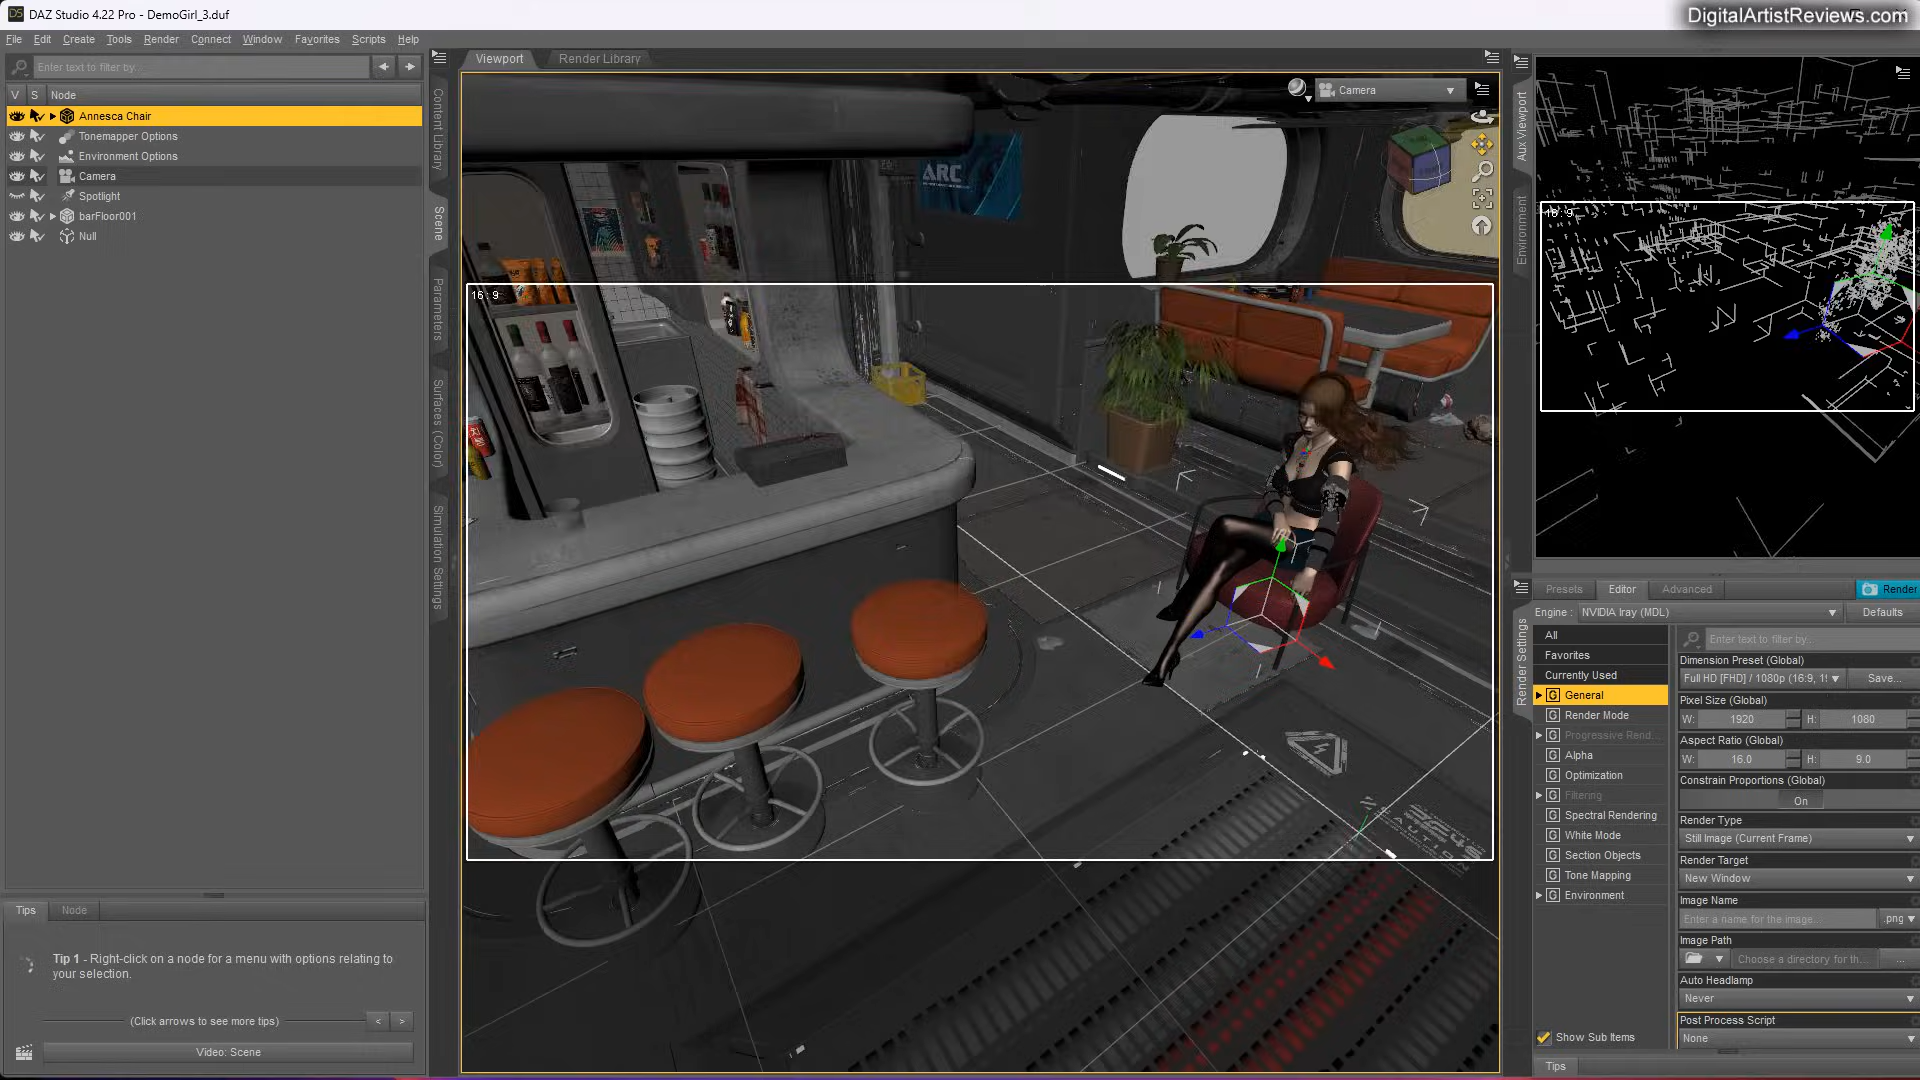 DAZ Studio 4.22 Pro - DemoGirl_3.duf
DigitalArtistReviews.com
File Edit Create Tools Render Connect Window Favorites Scripts Help
Enter text to filter by...
V S Node
Annesca Chair
Tonemapper Options
Environment Options
Camera
Spotlight
barFloor001
Null
Tips Node
Tip 1 - Right-click on a node for a menu with options relating to
your selection.
(Click arrows to see more tips) < >
Video: Scene
Content Library
Scene
Parameters
Surfaces (Color)
Simulation Settings
Viewport Render Library
Camera
ARC
16 : 9
Aux Viewport
Environment
16 : 9
Render Settings
Presets Editor Advanced Render
Engine : NVIDIA Iray (MDL) Defaults
All
Favorites
Currently Used
General
Render Mode
Progressive Rend...
Alpha
Optimization
Filtering
Spectral Rendering
White Mode
Section Objects
Tone Mapping
Environment
Show Sub Items
Enter text to filter by...
Dimension Preset (Global)
Full HD [FHD] / 1080p (16:9, 1! Save...
Pixel Size (Global)
W: 1920 H: 1080
Aspect Ratio (Global)
W: 16.0 H: 9.0
Constrain Proportions (Global)
On
Render Type
Still Image (Current Frame)
Render Target
New Window
Image Name
Enter a name for the image... .png
Image Path
Choose a directory for th... ...
Auto Headlamp
Never
Post Process Script
None
Tips